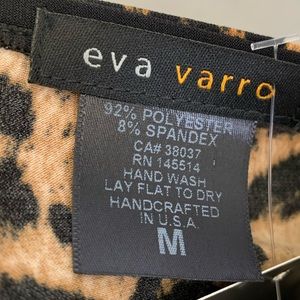 eva varro
92% POLYESTER
8% SPANDEX
CA# 38037
RN 145514
HAND WASH
LAY FLAT TO DRY
HANDCRAFTED
IN U.S.A.
M